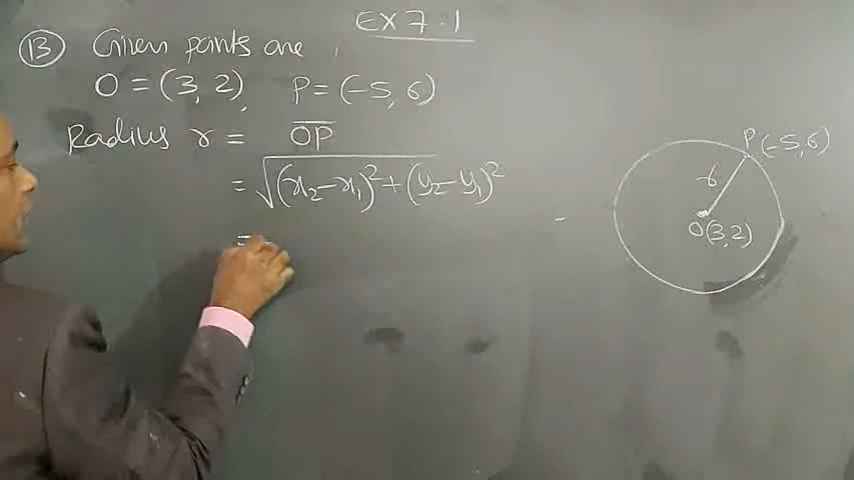 EX 7.1
(13) Given points are,
O = (3, 2), P = (-5, 6)
Radius r = \overline{OP}
= √(x₂-x₁)²+(y₂-y₁)²
=
P(-5,6)
r
O(3,2)